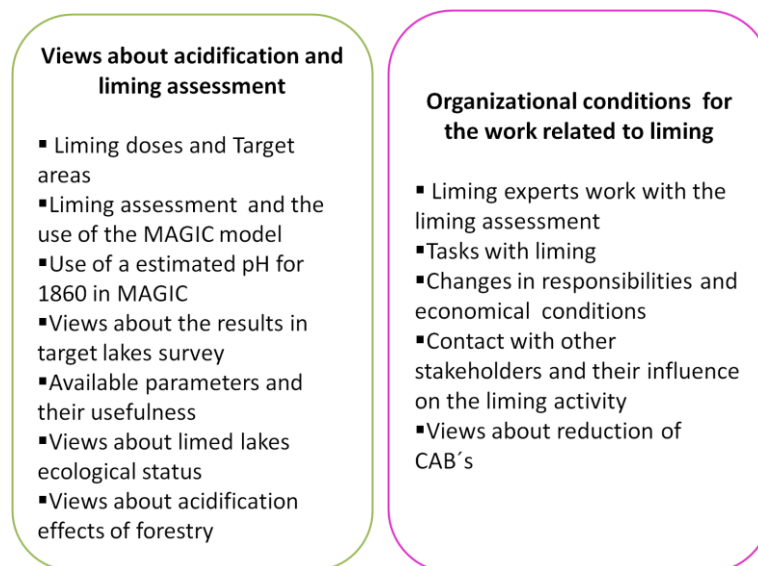 Views about acidification and
liming assessment
▪ Liming doses and Target
areas
▪Liming assessment and the
use of the MAGIC model
▪Use of a estimated pH for
1860 in MAGIC
▪Views about the results in
target lakes survey
▪Available parameters and
their usefulness
▪Views about limed lakes
ecological status
▪Views about acidification
effects of forestry
Organizational conditions for
the work related to liming
▪ Liming experts work with the
liming assessment
▪Tasks with liming
▪Changes in responsibilities and
economical conditions
▪Contact with other
stakeholders and their influence
on the liming activity
▪Views about reduction of
CAB´s